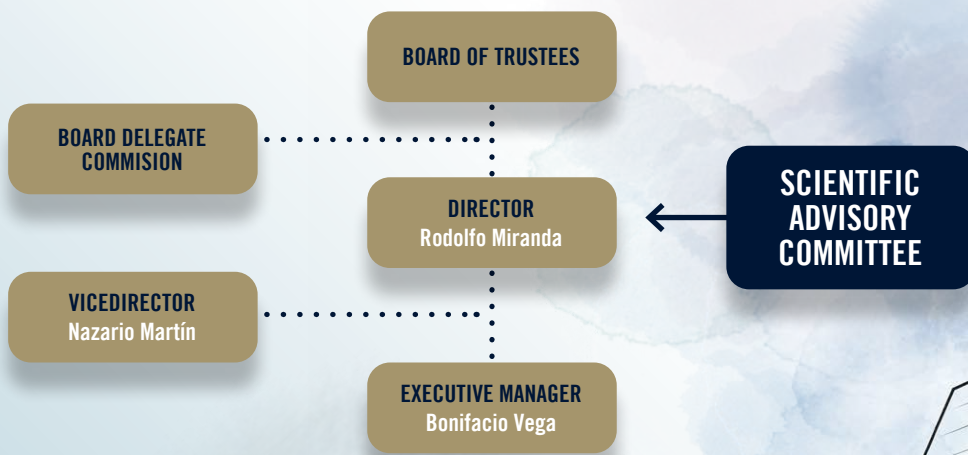 BOARD OF TRUSTEES
BOARD DELEGATE
COMMISION
DIRECTOR
Rodolfo Miranda
SCIENTIFIC
ADVISORY
COMMITTEE
VICEDIRECTOR
Nazario Martín
EXECUTIVE MANAGER
Bonifacio Vega